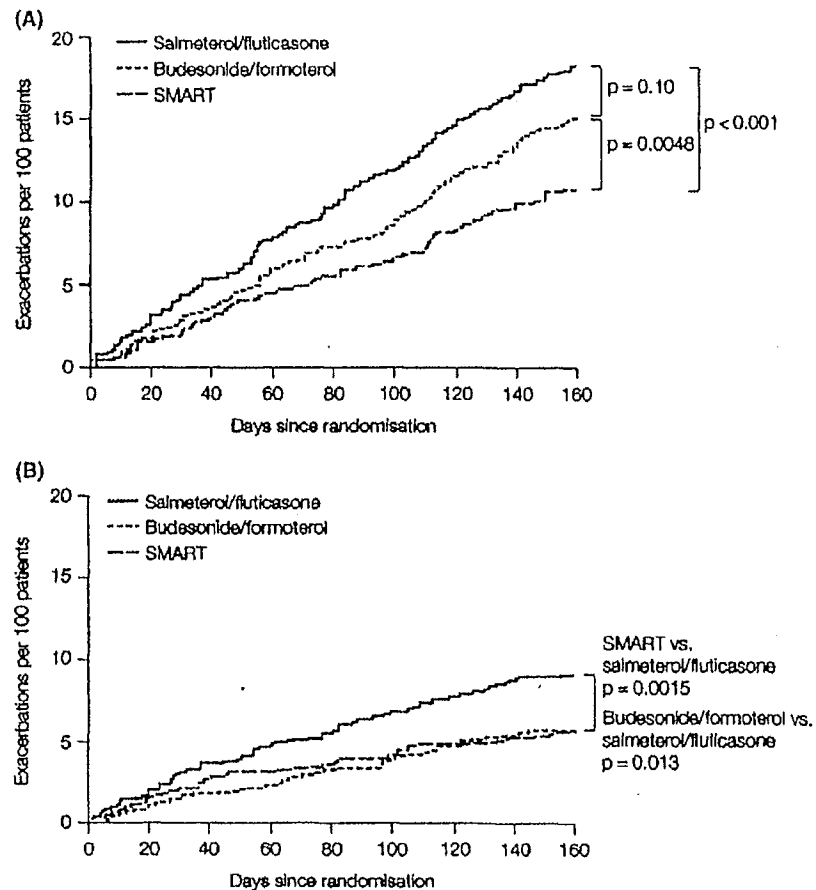 (A)
20
15
10
5
0
Exacerbations per 100 patients
Salmeterol/fluticasone
Budesonide/formoterol
SMART
p = 0.10
p = 0.0048
p < 0.001
0 20 40 60 80 100 120 140 160
Days since randomisation
(B)
20
15
10
5
0
Exacerbations per 100 patients
Salmeterol/fluticasone
Budesonide/formoterol
SMART
SMART vs.
salmeterol/fluticasone
p = 0.0015
Budesonide/formoterol vs.
salmeterol/fluticasone
p = 0.013
0 20 40 60 80 100 120 140 160
Days since randomisation